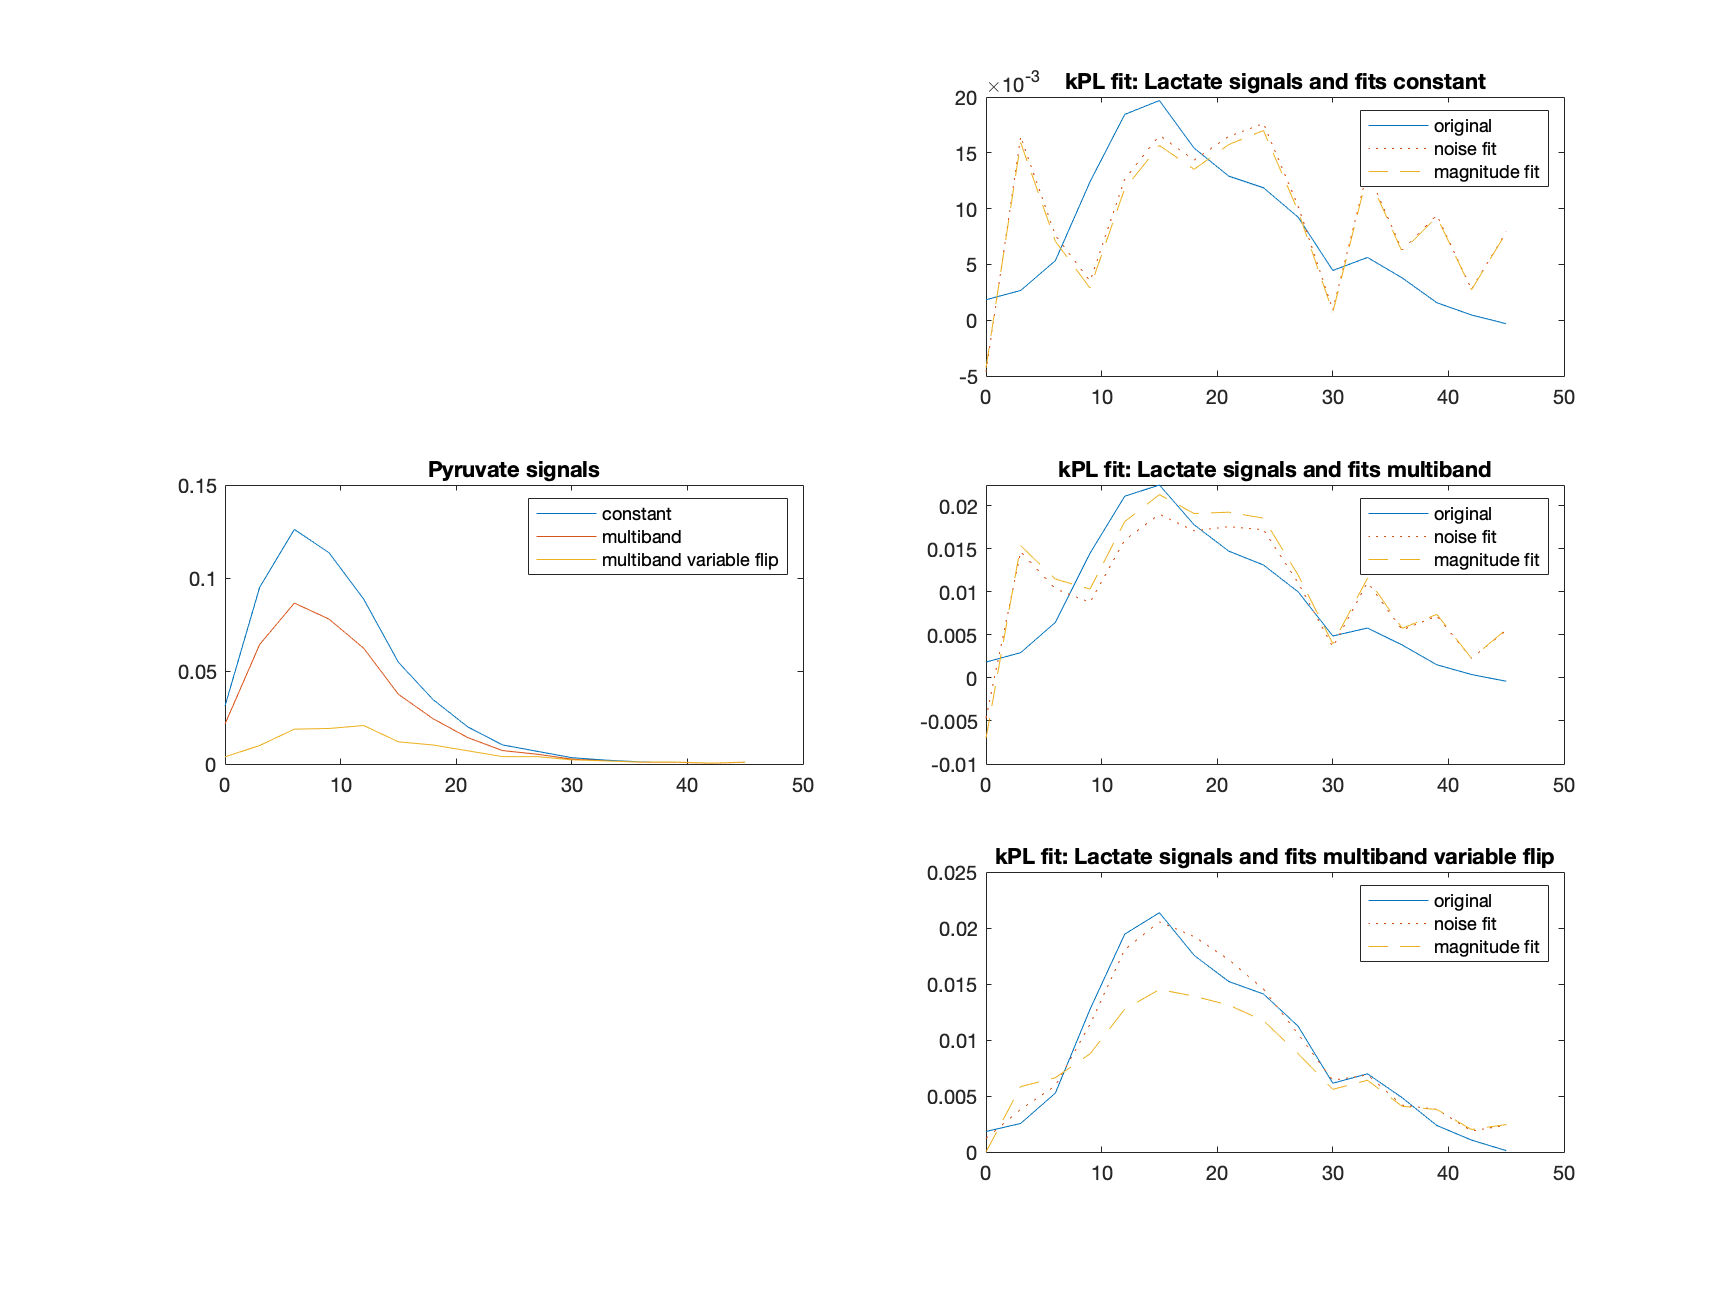 Pyruvate signals
0.15
0.1
0.05
0
0 10 20 30 40 50
constant
multiband
multiband variable flip
×10-3
kPL fit: Lactate signals and fits constant
20
15
10
5
0
-5
0 10 20 30 40 50
original
noise fit
magnitude fit
kPL fit: Lactate signals and fits multiband
0.02
0.015
0.01
0.005
0
-0.005
-0.01
0 10 20 30 40 50
original
noise fit
magnitude fit
kPL fit: Lactate signals and fits multiband variable flip
0.025
0.02
0.015
0.01
0.005
0
0 10 20 30 40 50
original
noise fit
magnitude fit